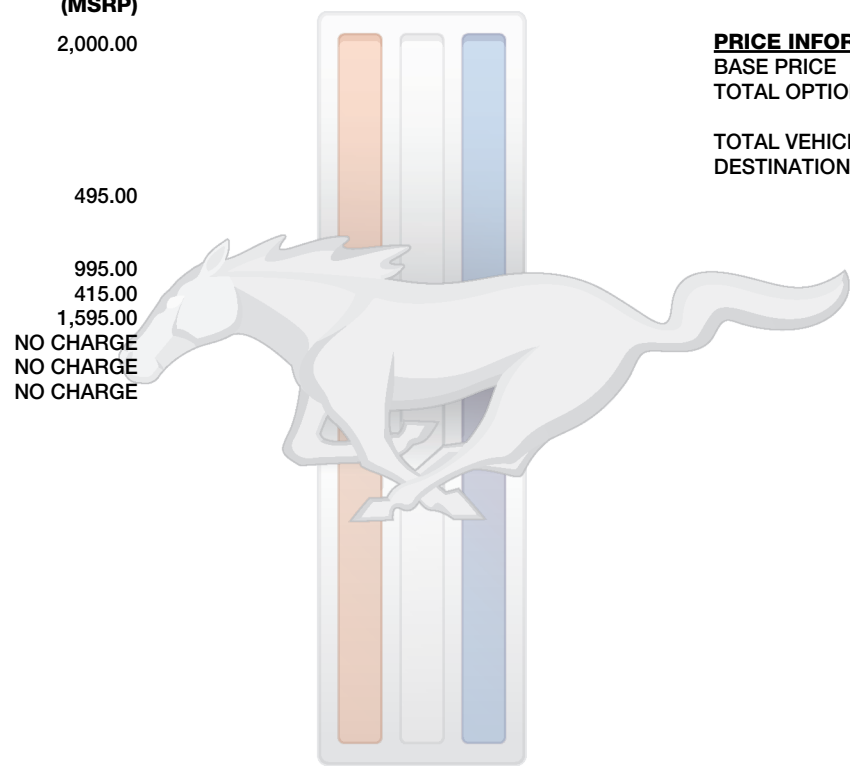 (MSRP)
2,000.00
495.00
995.00
415.00
1,595.00
NO CHARGE
NO CHARGE
NO CHARGE
PRICE INFOR
BASE PRICE
TOTAL OPTIO
TOTAL VEHICL
DESTINATION